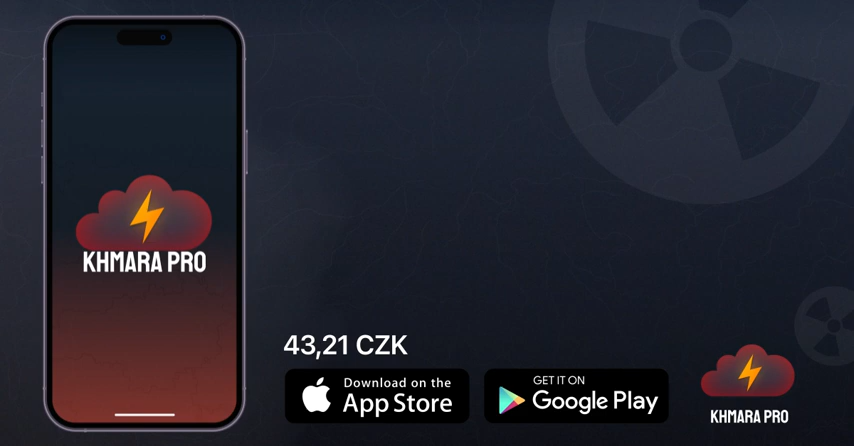 KHMARA PRO
43,21 CZK
Download on the
App Store
GET IT ON
Google Play
KHMARA PRO